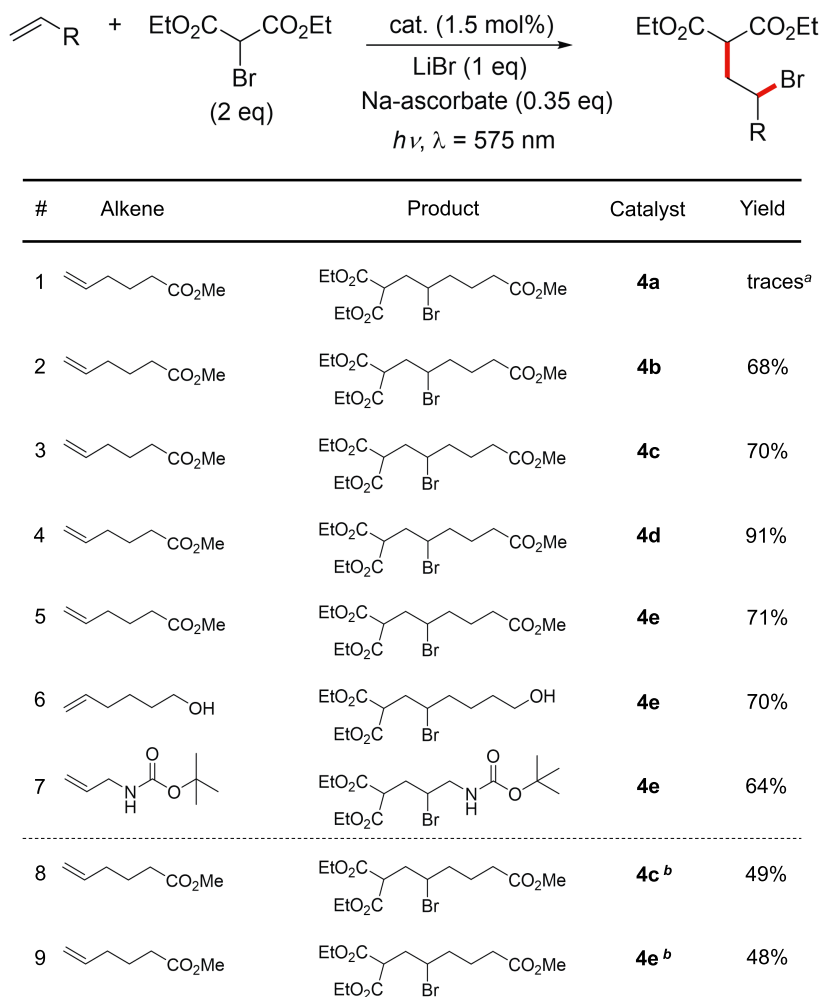 R + EtO₂C CO₂Et Br (2 eq) cat. (1.5 mol%) EtO₂C CO₂Et Br R
LiBr (1 eq)
Na-ascorbate (0.35 eq)
hν, λ = 575 nm
# Alkene Product Catalyst Yield
1 CO₂Me EtO₂C EtO₂C Br CO₂Me 4a tracesᵃ
2 CO₂Me EtO₂C EtO₂C Br CO₂Me 4b 68%
3 CO₂Me EtO₂C EtO₂C Br CO₂Me 4c 70%
4 CO₂Me EtO₂C EtO₂C Br CO₂Me 4d 91%
5 CO₂Me EtO₂C EtO₂C Br CO₂Me 4e 71%
6 OH EtO₂C EtO₂C Br OH 4e 70%
7 N H O O EtO₂C EtO₂C Br N H O O 4e 64%
8 CO₂Me EtO₂C EtO₂C Br CO₂Me 4c ᵇ 49%
9 CO₂Me EtO₂C EtO₂C Br CO₂Me 4e ᵇ 48%